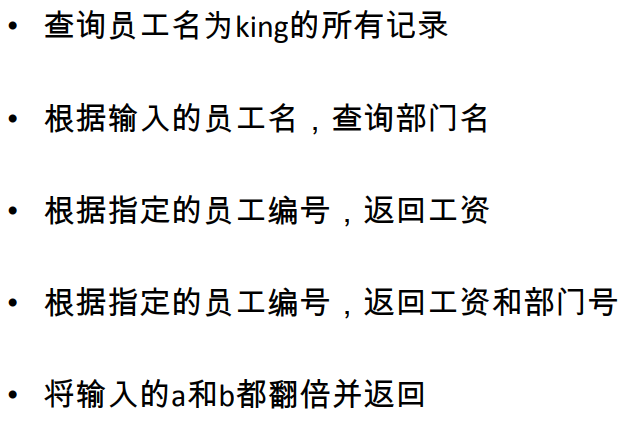 • 查询员工名为king的所有记录
• 根据输入的员工名，查询部门名
• 根据指定的员工编号，返回工资
• 根据指定的员工编号，返回工资和部门号
• 将输入的a和b都翻倍并返回